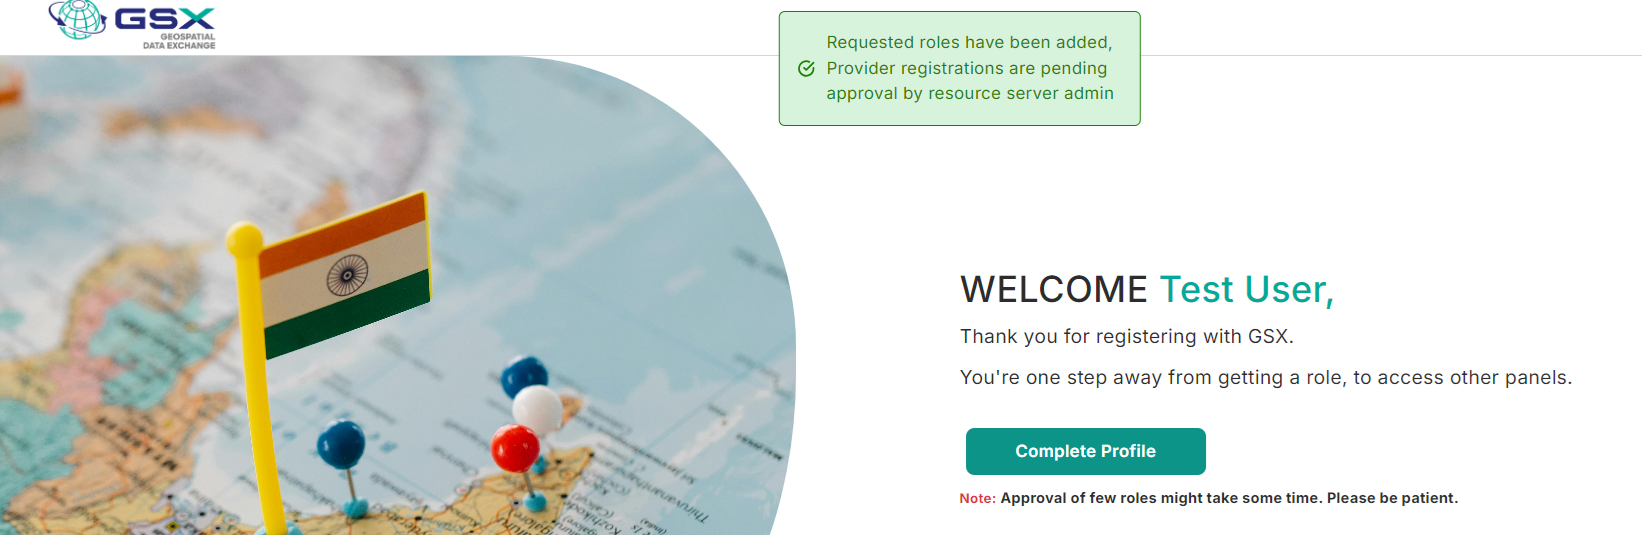 GSX
GEOSPATIAL
DATA EXCHANGE
Requested roles have been added,
Provider registrations are pending
approval by resource server admin
WELCOME Test User,
Thank you for registering with GSX.
You're one step away from getting a role, to access other panels.
Complete Profile
Note: Approval of few roles might take some time. Please be patient.